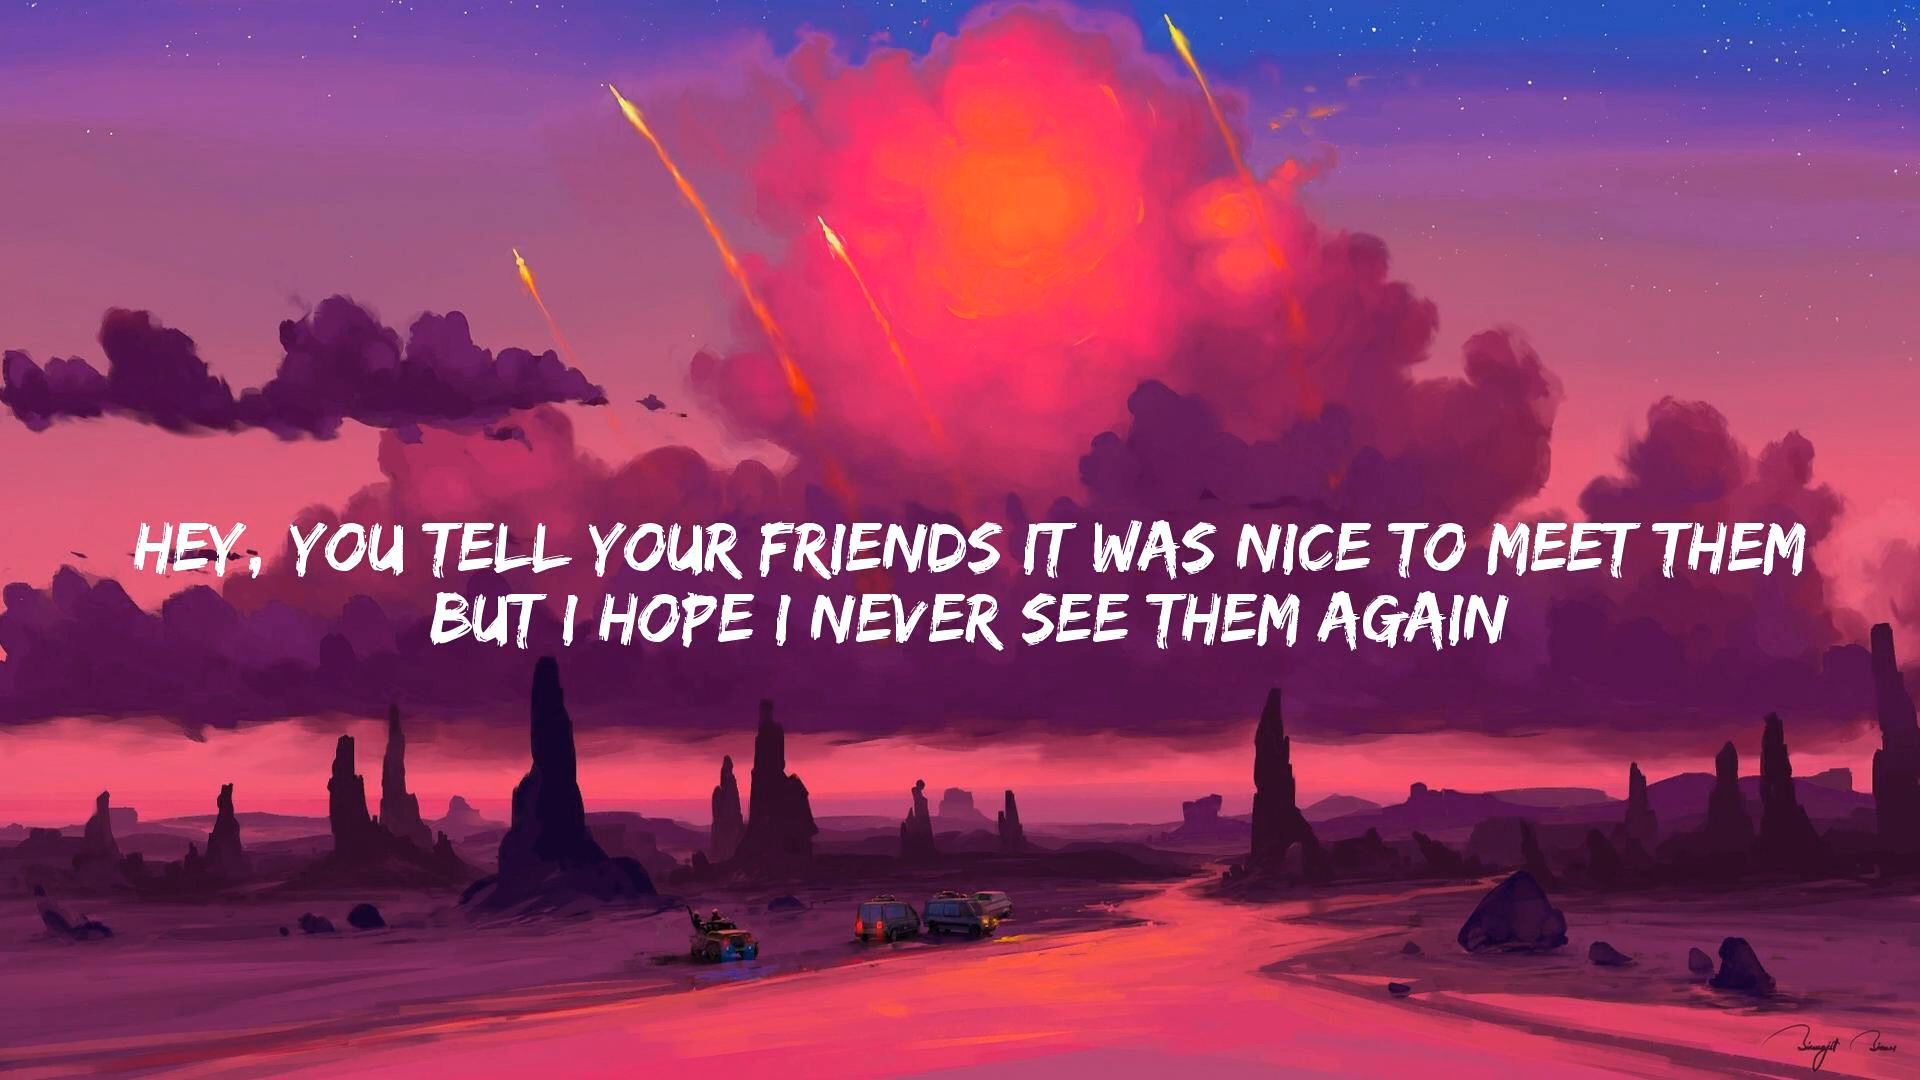 HEY, YOU TELL YOUR FRIENDS IT WAS NICE TO MEET THEM
BUT I HOPE I NEVER SEE THEM AGAIN